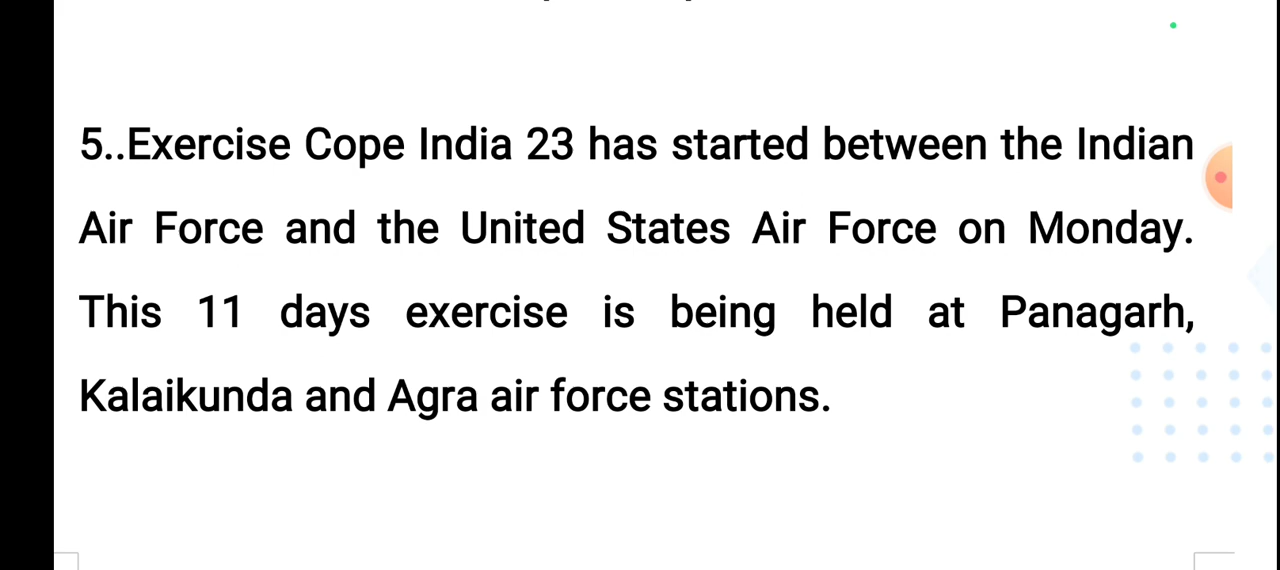 5..Exercise Cope India 23 has started between the Indian
Air Force and the United States Air Force on Monday.
This 11 days exercise is being held at Panagarh,
Kalaikunda and Agra air force stations.